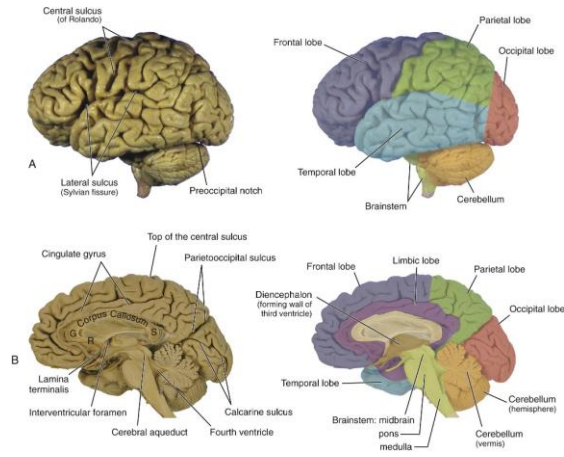 Central sulcus
(of Rolando)
A
Lateral sulcus
(Sylvian fissure)
Preoccipital notch
Frontal lobe
Parietal lobe
Occipital lobe
Temporal lobe
Brainstem
Cerebellum
Top of the central sulcus
Cingulate gyrus
Parietooccipital sulcus
Corpus Callosum
G
R
S
B
Lamina
terminalis
Interventricular foramen
Cerebral aqueduct
Fourth ventricle
Calcarine sulcus
Limbic lobe
Frontal lobe
Parietal lobe
Diencephalon
(forming wall of
third ventricle)
Occipital lobe
Temporal lobe
Brainstem: midbrain
pons
medulla
Cerebellum
(hemisphere)
Cerebellum
(vermis)